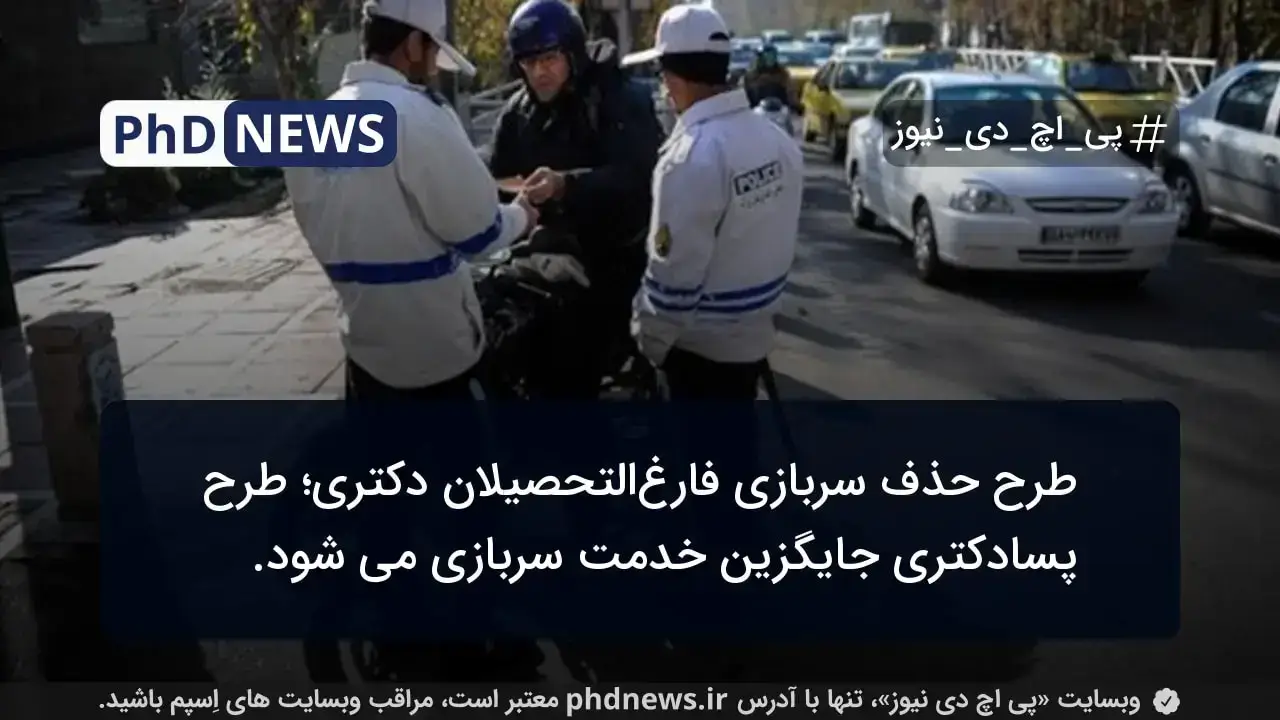 PhD NEWS
#پی_اچ_دی_نیوز
POLICE
طرح حذف سربازی فارغ‌التحصیلان دکتری؛ طرح
پسادکتری جایگزین خدمت سربازی می شود.
وبسایت «پی اچ دی نیوز»، تنها با آدرس phdnews.ir معتبر است، مراقب وبسایت های اِسپم باشید.